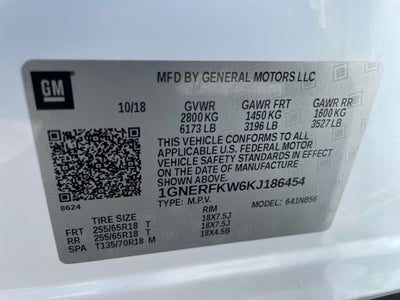 GM
MFD BY GENERAL MOTORS LLC
10/18 GVWR GAWR FRT GAWR RR
2800 KG 1450 KG 1600 KG
6173 LB 3196 LB 3527 LB
THIS VEHICLE CONFORMS TO ALL
APPLICABLE U.S. FEDERAL MOTOR
VEHICLE SAFETY STANDARDS IN EFFECT
ON THE DATE OF MANUFACTURE
SHOWN ABOVE.
1GNERFKW6KJ186454
8624
TYPE: M.P.V. MODEL: 641NB56
TIRE SIZE RIM
FRT 255/65R18 T 18X7.5J
RR 255/65R18 T 18X7.5J
SPA T135/70R18 M 18X4.5B